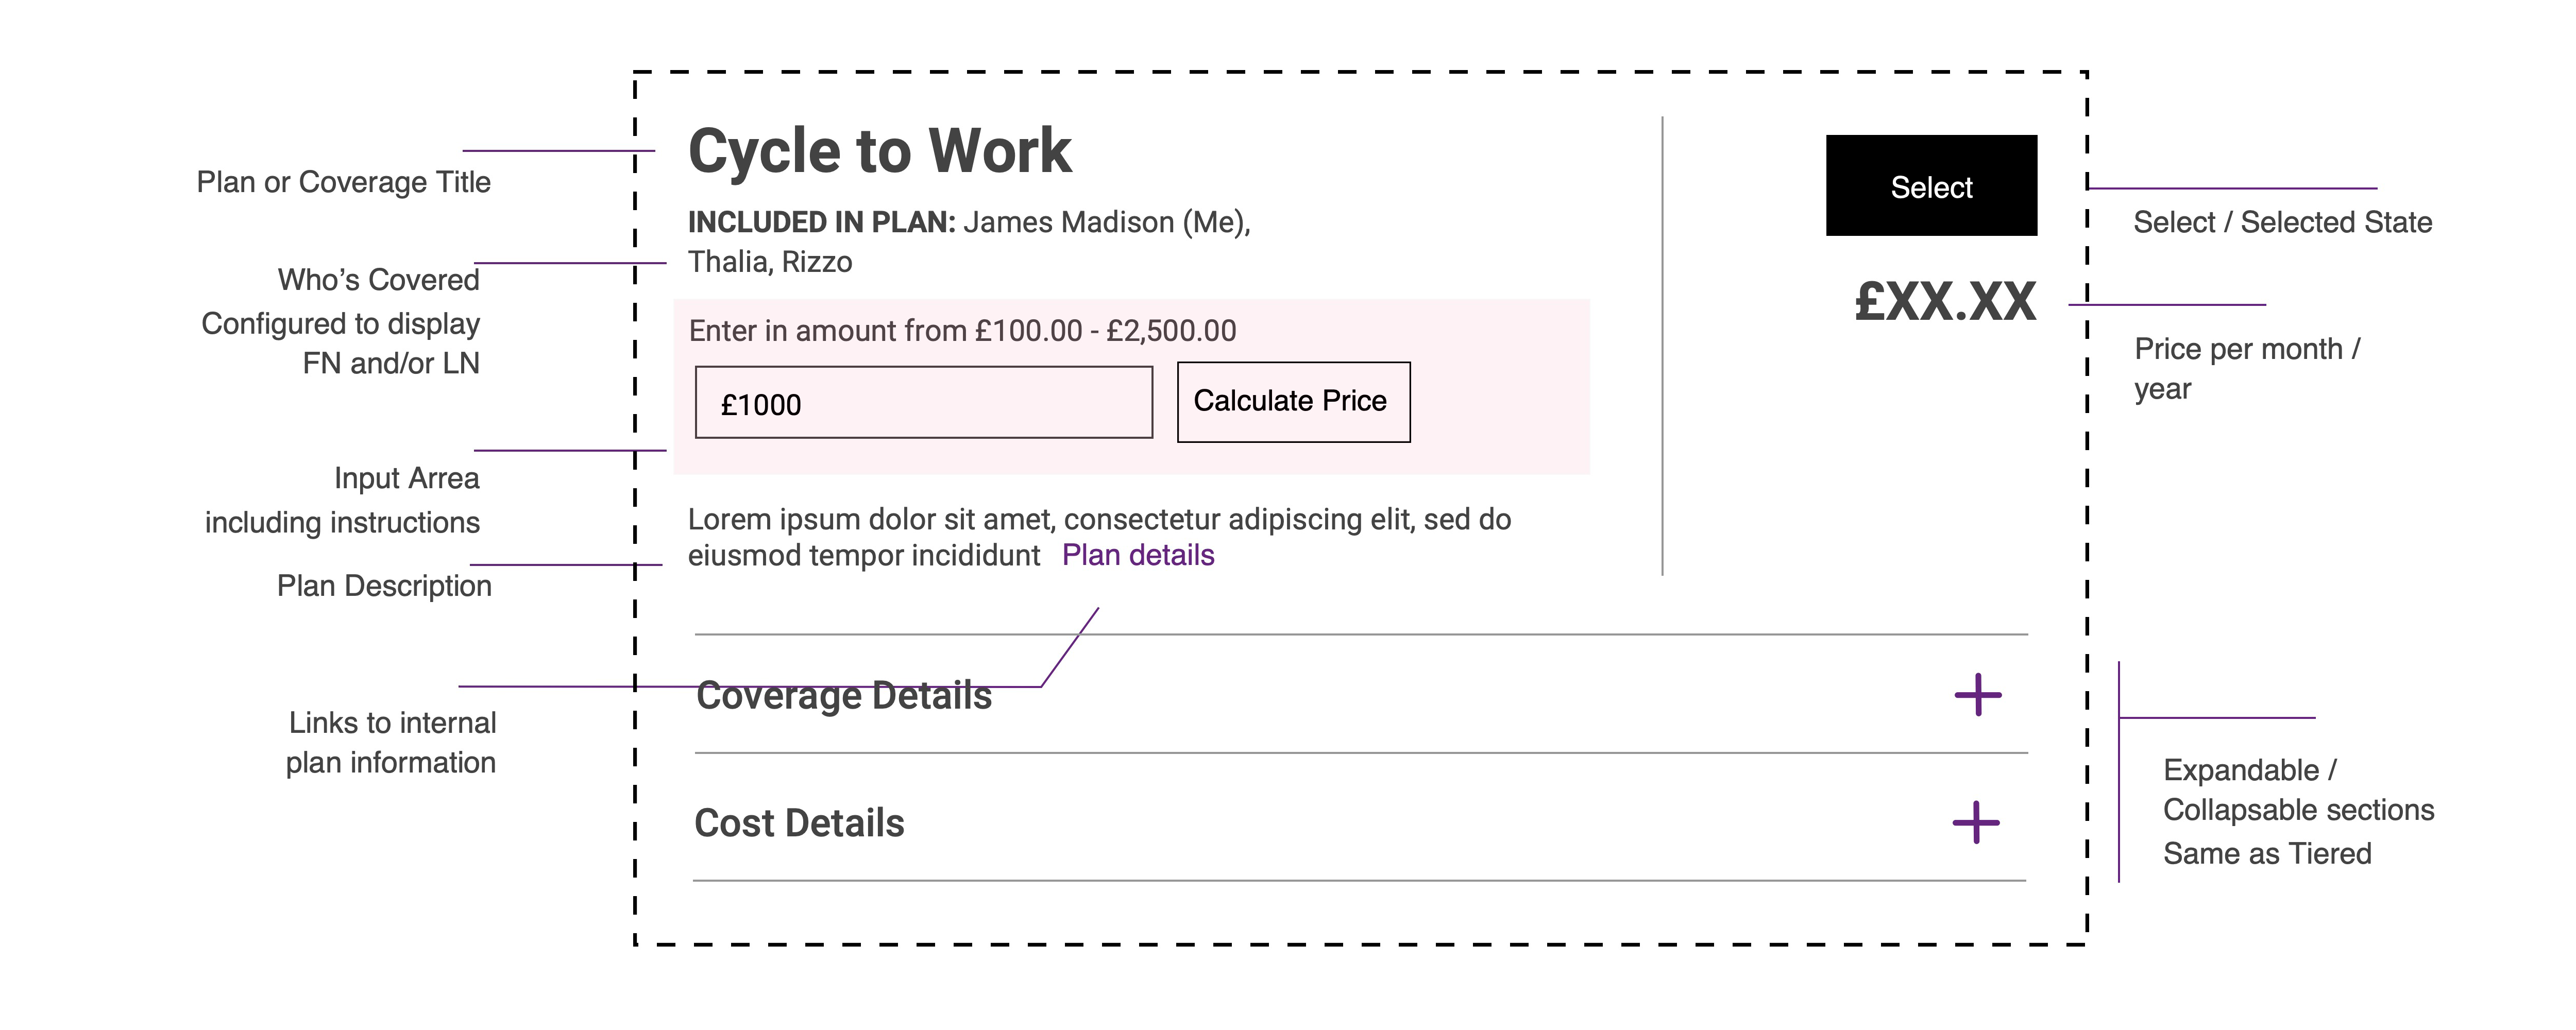 Plan or Coverage Title
Who’s Covered
Configured to display
FN and/or LN
Input Arrea
including instructions
Plan Description
Links to internal
plan information
Cycle to Work
INCLUDED IN PLAN: James Madison (Me),
Thalia, Rizzo
Enter in amount from £100.00 - £2,500.00
£1000
Calculate Price
Lorem ipsum dolor sit amet, consectetur adipiscing elit, sed do
eiusmod tempor incididunt Plan details
Coverage Details
Cost Details
Select
£XX.XX
Select / Selected State
Price per month /
year
Expandable /
Collapsable sections
Same as Tiered